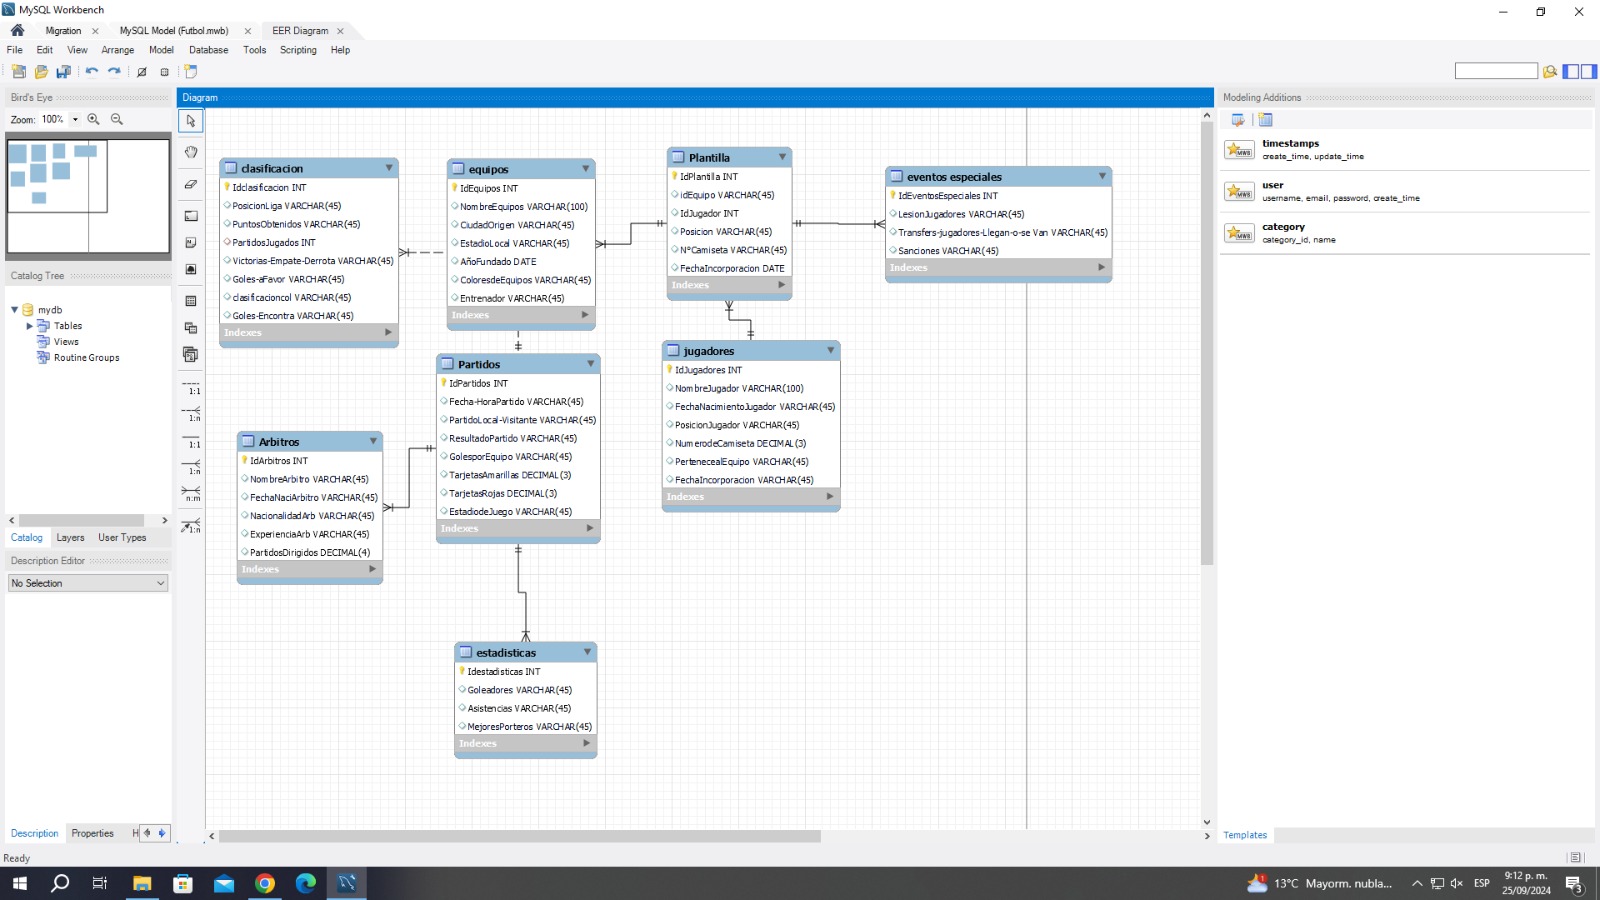 MySQL Workbench
Migration
MySQL Model (Futbol.mwb)
EER Diagram
File Edit View Arrange Model Database Tools Scripting Help
Bird's Eye
Zoom: 100%
Catalog Tree
mydb
Tables
Views
Routine Groups
Catalog Layers User Types
Description Editor
No Selection
Description Properties H
Ready
Diagram
1:1
1:n
1:1
1:n
n:m
1:n
clasificacion
Idclasificacion INT
PosicionLiga VARCHAR(45)
PuntosObtenidos VARCHAR(45)
PartidosJugados INT
Victorias-Empate-Derrota VARCHAR(45)
Goles-aFavor VARCHAR(45)
clasificacioncol VARCHAR(45)
Goles-Encontra VARCHAR(45)
Indexes
equipos
IdEquipos INT
NombreEquipos VARCHAR(100)
CiudadOrigen VARCHAR(45)
EstadioLocal VARCHAR(45)
AñoFundado DATE
ColoresdeEquipos VARCHAR(45)
Entrenador VARCHAR(45)
Indexes
Plantilla
IdPlantilla INT
idEquipo VARCHAR(45)
IdJugador INT
Posicion VARCHAR(45)
NºCamiseta VARCHAR(45)
FechaIncorporacion DATE
Indexes
eventos especiales
IdEventosEspeciales INT
LesionJugadores VARCHAR(45)
Transfers-jugadores-Llegan-o-se Van VARCHAR(45)
Sanciones VARCHAR(45)
Indexes
Partidos
IdPartidos INT
Fecha-HoraPartido VARCHAR(45)
PartidoLocal-Visitante VARCHAR(45)
ResultadoPartido VARCHAR(45)
GolesporEquipo VARCHAR(45)
TarjetasAmarillas DECIMAL(3)
TarjetasRojas DECIMAL(3)
EstadiodeJuego VARCHAR(45)
Indexes
jugadores
IdJugadores INT
NombreJugador VARCHAR(100)
FechaNacimientoJugador VARCHAR(45)
PosicionJugador VARCHAR(45)
NumerodeCamiseta DECIMAL(3)
PertenecealEquipo VARCHAR(45)
FechaIncorporacion VARCHAR(45)
Indexes
Arbitros
IdArbitros INT
NombreArbitro VARCHAR(45)
FechaNaciArbitro VARCHAR(45)
NacionalidadArb VARCHAR(45)
ExperienciaArb VARCHAR(45)
PartidosDirigidos DECIMAL(4)
Indexes
estadisticas
Idestadisticas INT
Goleadores VARCHAR(45)
Asistencias VARCHAR(45)
MejoresPorteros VARCHAR(45)
Indexes
Modeling Additions
timestamps
create_time, update_time
user
username, email, password, create_time
category
category_id, name
Templates
13°C Mayorm. nubla...
ESP
9:12 p. m.
25/09/2024
3